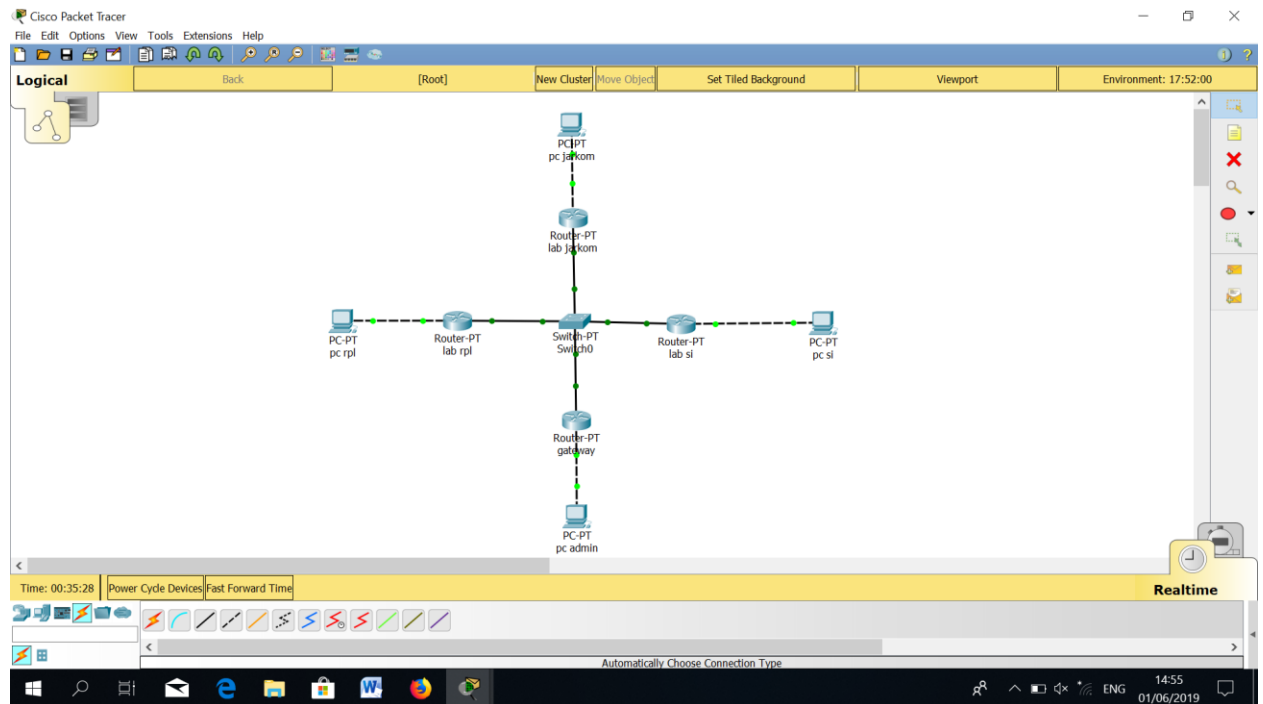 Cisco Packet Tracer
File Edit Options View Tools Extensions Help
Logical Back [Root] New Cluster Move Object Set Tiled Background Viewport Environment: 17:52:00
PC-PT
pc jarkom
Router-PT
lab jarkom
PC-PT
pc rpl
Router-PT
lab rpl
Switch-PT
Switch0
Router-PT
lab si
PC-PT
pc si
Router-PT
gateway
PC-PT
pc admin
Time: 00:35:28 Power Cycle Devices Fast Forward Time Realtime
Automatically Choose Connection Type
ENG 14:55
01/06/2019